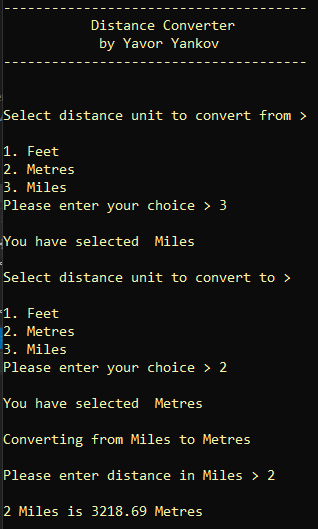 ------------------------------------
Distance Converter
by Yavor Yankov
------------------------------------
Select distance unit to convert from >
1. Feet
2. Metres
3. Miles
Please enter your choice > 3
You have selected  Miles
Select distance unit to convert to >
1. Feet
2. Metres
3. Miles
Please enter your choice > 2
You have selected  Metres
Converting from Miles to Metres
Please enter distance in Miles > 2
2 Miles is 3218.69 Metres